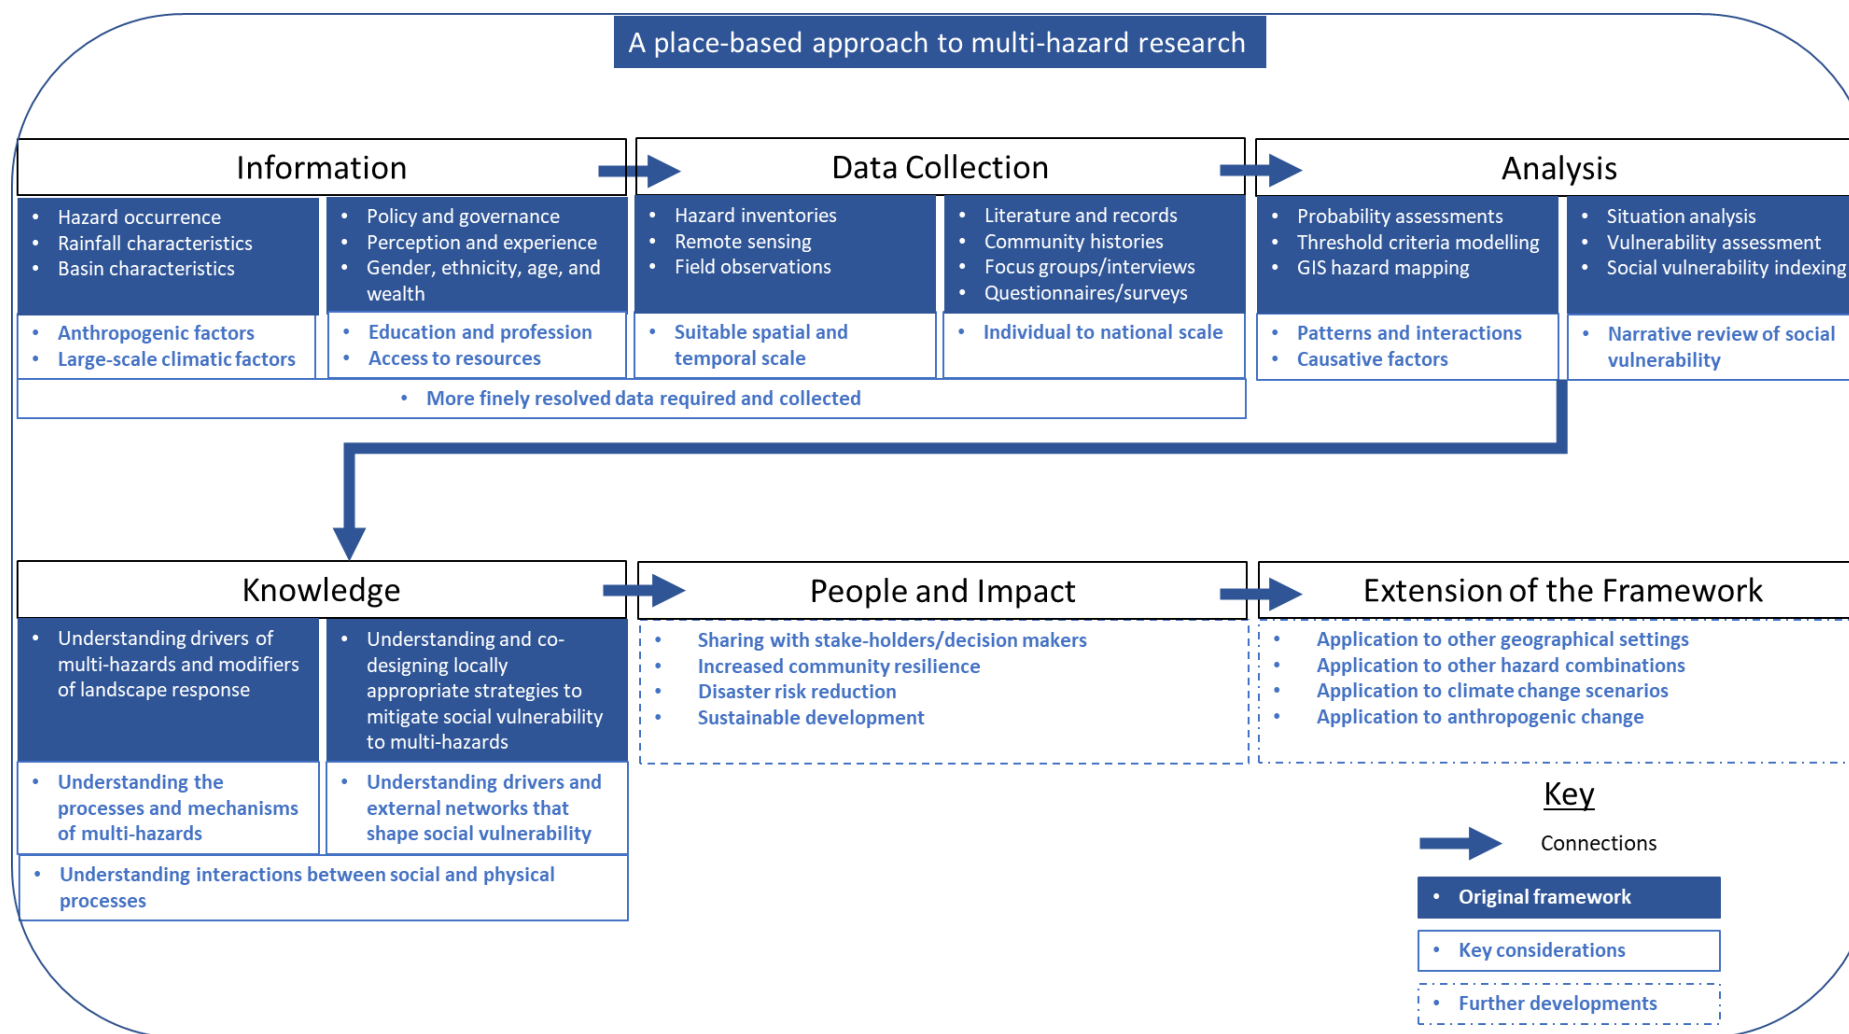 A place-based approach to multi-hazard research
Information
• Hazard occurrence
• Rainfall characteristics
• Basin characteristics
• Policy and governance
• Perception and experience
• Gender, ethnicity, age, and
wealth
• Anthropogenic factors
• Large-scale climatic factors
• Education and profession
• Access to resources
Data Collection
• Hazard inventories
• Remote sensing
• Field observations
• Literature and records
• Community histories
• Focus groups/interviews
• Questionnaires/surveys
• Suitable spatial and
temporal scale
• Individual to national scale
• More finely resolved data required and collected
Analysis
• Probability assessments
• Threshold criteria modelling
• GIS hazard mapping
• Situation analysis
• Vulnerability assessment
• Social vulnerability indexing
• Patterns and interactions
• Causative factors
• Narrative review of social
vulnerability
Knowledge
• Understanding drivers of
multi-hazards and modifiers
of landscape response
• Understanding and co-
designing locally
appropriate strategies to
mitigate social vulnerability
to multi-hazards
• Understanding the
processes and mechanisms
of multi-hazards
• Understanding drivers and
external networks that
shape social vulnerability
• Understanding interactions between social and physical
processes
People and Impact
• Sharing with stake-holders/decision makers
• Increased community resilience
• Disaster risk reduction
• Sustainable development
Extension of the Framework
• Application to other geographical settings
• Application to other hazard combinations
• Application to climate change scenarios
• Application to anthropogenic change
Key
Connections
• Original framework
• Key considerations
• Further developments